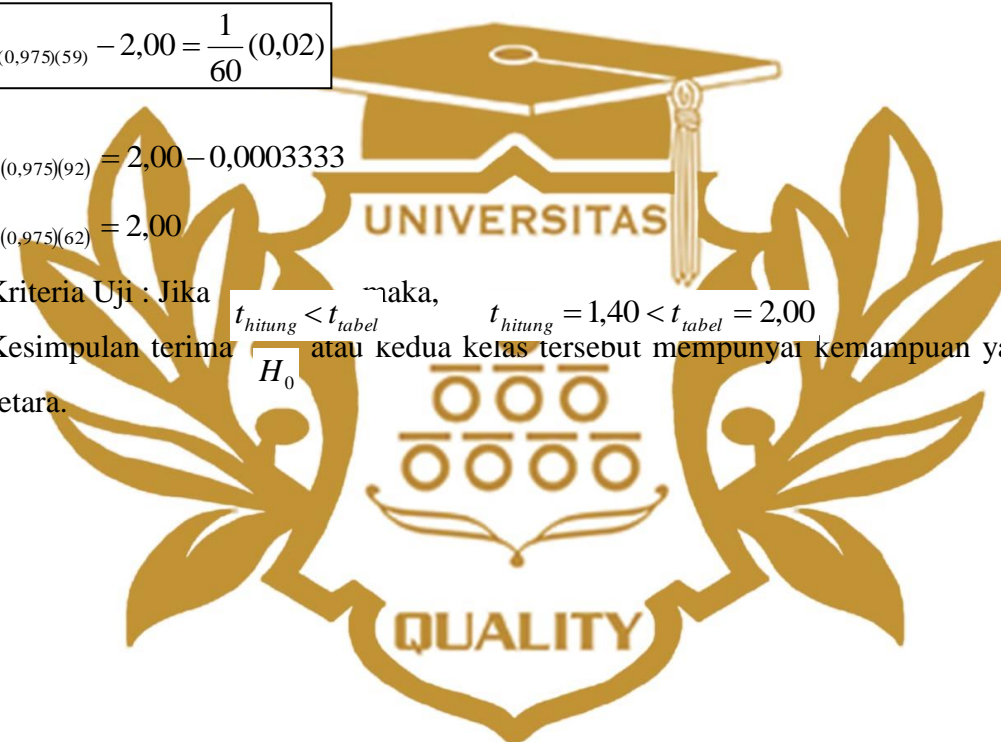 (0,975)(59) − 2,00 = 1/60 (0,02)
(0,975)(92) = 2,00 − 0,0003333
UNIVERSITAS
(0,975)(62) = 2,00
Kriteria Uji : Jika t_hitung < t_tabel maka, t_hitung = 1,40 < t_tabel = 2,00
Kesimpulan terima H_0 atau kedua kelas tersebut mempunyai kemampuan ya
etara.
QUALITY